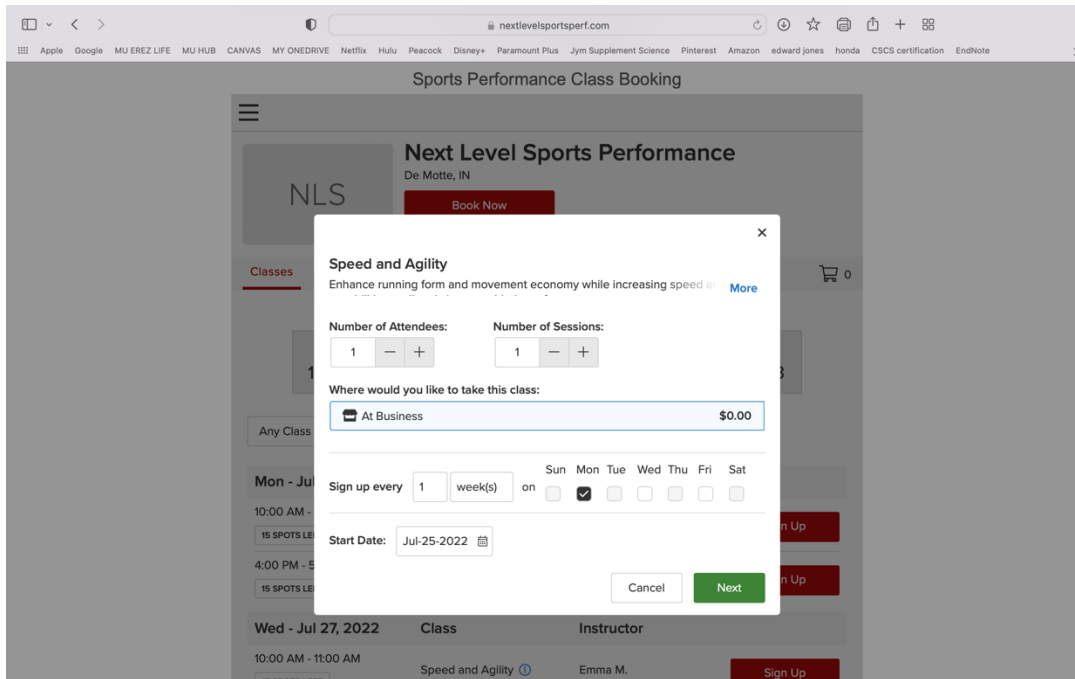 nextlevelsportsperf.com
Apple Google MU EREZ LIFE MU HUB CANVAS MY ONEDRIVE Netflix Hulu Peacock Disney+ Paramount Plus Jym Supplement Science Pinterest Amazon edward jones honda CSCS certification EndNote
Sports Performance Class Booking
NLS
Next Level Sports Performance
De Motte, IN
Book Now
Classes
0
Speed and Agility
Enhance running form and movement economy while increasing speed
More
Number of Attendees: Number of Sessions:
1 − + 1 − +
Where would you like to take this class:
At Business $0.00
Any Class
Sun Mon Tue Wed Thu Fri Sat
Sign up every 1 week(s) on
Mon - Jul
10:00 AM -
15 SPOTS
Start Date: Jul-25-2022
Up
4:00 PM -
15 SPOTS
Up
Cancel Next
Wed - Jul 27, 2022 Class Instructor
10:00 AM - 11:00 AM
Speed and Agility Emma M. Sign Up